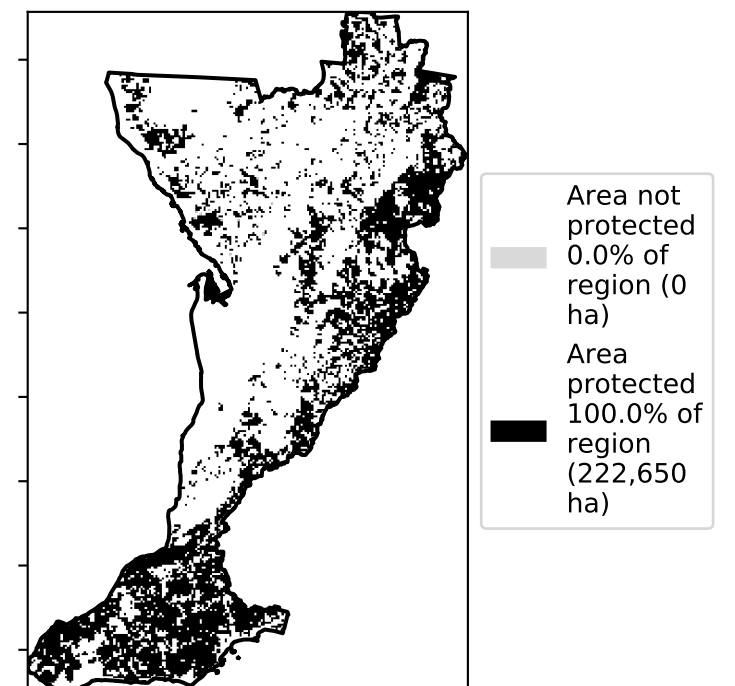 Area not
protected
0.0% of
region (0
ha)
Area
protected
100.0% of
region
(222,650
ha)